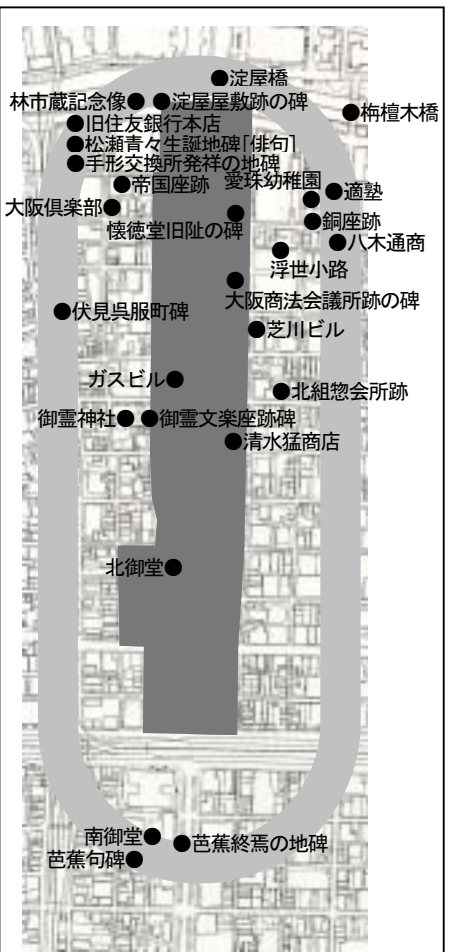 淀屋橋
林市蔵記念像
淀屋屋敷跡の碑
栴檀木橋
旧住友銀行本店
松瀬青々生誕地碑「俳句」
手形交換所発祥の地碑
帝国座跡
愛珠幼稚園
適塾
大阪倶楽部
懐徳堂旧阯の碑
銅座跡
八木通商
浮世小路
大阪商法会議所跡の碑
伏見呉服町碑
芝川ビル
ガスビル
北組惣会所跡
御霊神社
御霊文楽座跡碑
清水猛商店
北御堂
南御堂
芭蕉終焉の地碑
芭蕉句碑